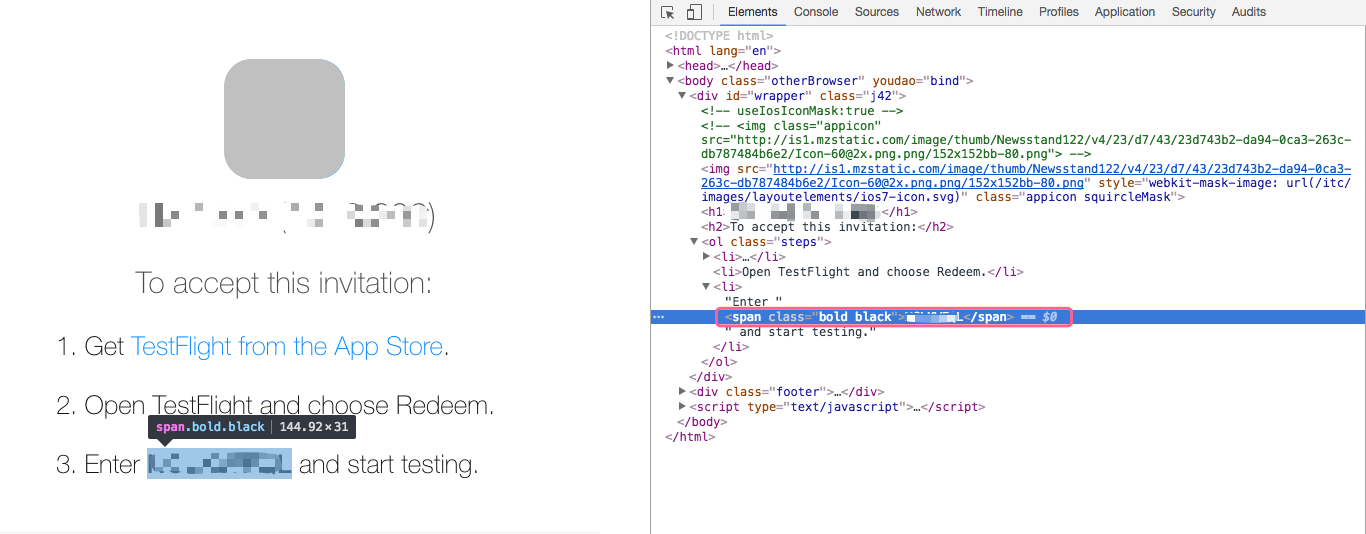 To accept this invitation:
1. Get TestFlight from the App Store.
2. Open TestFlight and choose Redeem.
span.bold.black | 144.92×31
3. Enter and start testing.
Elements Console Sources Network Timeline Profiles Application Security Audits
<!DOCTYPE html>
<html lang="en">
▶<head>…</head>
▼<body class="otherBrowser" youdao="bind">
▼<div id="wrapper" class="j42">
<!-- useIosIconMask:true -->
<!-- <img class="appicon"
src="http://is1.mzstatic.com/image/thumb/Newsstand122/v4/23/d7/43/23d743b2-da94-0ca3-263c-
db787484b6e2/Icon-60@2x.png.png/152x152bb-80.png"> -->
<img src="http://is1.mzstatic.com/image/thumb/Newsstand122/v4/23/d7/43/23d743b2-da94-0ca3-
263c-db787484b6e2/Icon-60@2x.png.png/152x152bb-80.png" style="webkit-mask-image: url(/itc/
images/layoutelements/ios7-icon.svg)" class="appicon squircleMask">
<h1 </h1>
<h2>To accept this invitation:</h2>
▼<ol class="steps">
▶<li>…</li>
<li>Open TestFlight and choose Redeem.</li>
▼<li>
"Enter "
… <span class="bold black"> </span> == $0
" and start testing."
</li>
</ol>
</div>
▶<div class="footer">…</div>
▶<script type="text/javascript">…</script>
</body>
</html>